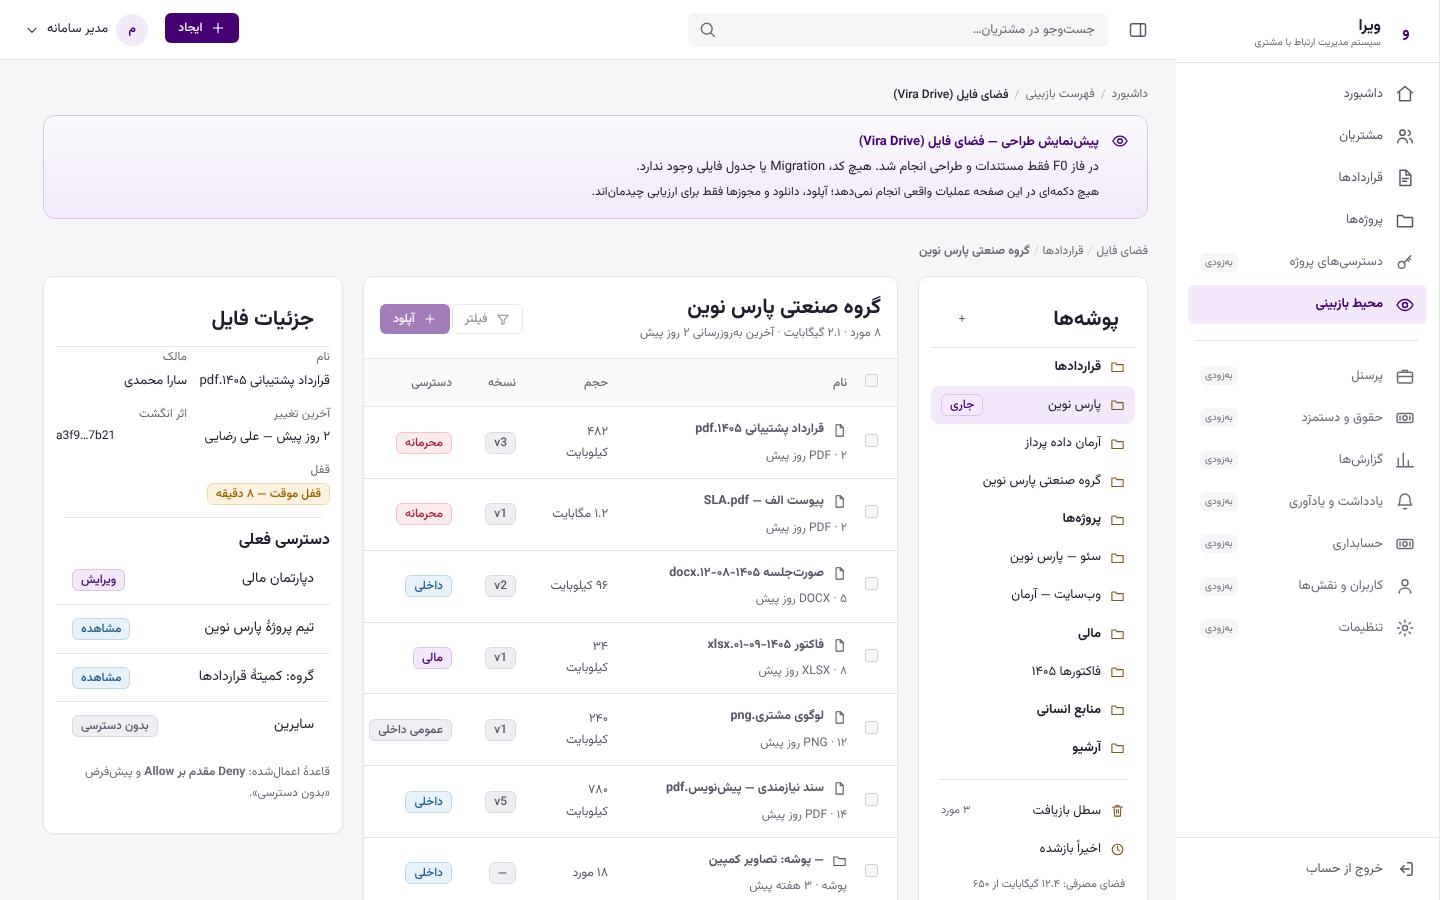 و
ویرا
سیستم مدیریت ارتباط با مشتری
جست‌وجو در مشتریان...
ایجاد
م
مدیر سامانه
داشبورد
مشتریان
قراردادها
پروژه‌ها
دسترسی‌های پروژه
به‌زودی
محیط بازبینی
پرسنل
به‌زودی
حقوق و دستمزد
به‌زودی
گزارش‌ها
به‌زودی
یادداشت و یادآوری
به‌زودی
حسابداری
به‌زودی
کاربران و نقش‌ها
به‌زودی
تنظیمات
به‌زودی
خروج از حساب
داشبورد / فهرست بازبینی / فضای فایل (Vira Drive)
پیش‌نمایش طراحی — فضای فایل (Vira Drive)
در فاز F0 فقط مستندات و طراحی انجام شد. هیچ کد، Migration یا جدول فایلی وجود ندارد.
هیچ دکمه‌ای در این صفحه عملیات واقعی انجام نمی‌دهد؛ آپلود، دانلود و مجوزها فقط برای ارزیابی چیدمان‌اند.
فضای فایل / قراردادها / گروه صنعتی پارس نوین
پوشه‌ها
+
قراردادها
پارس نوین
جاری
آرمان داده پرداز
گروه صنعتی پارس نوین
پروژه‌ها
سئو — پارس نوین
وب‌سایت — آرمان
مالی
فاکتورها ۱۴۰۵
منابع انسانی
آرشیو
سطل بازیافت
۳ مورد
اخیراً بازشده
فضای مصرفی: ۱۲.۴ گیگابایت از ۶۵۰
گروه صنعتی پارس نوین
۸ مورد · ۲.۱ گیگابایت · آخرین به‌روزرسانی ۲ روز پیش
فیلتر
آپلود
نام
حجم
نسخه
دسترسی
قرارداد پشتیبانی ۱۴۰۵.pdf
۲ · PDF روز پیش
۴۸۲ کیلوبایت
v3
محرمانه
پیوست الف — SLA.pdf
۲ · PDF روز پیش
۱.۲ مگابایت
v1
محرمانه
صورت‌جلسه ۱۴۰۵-۰۸-۱۲.docx
۵ · DOCX روز پیش
۹۶ کیلوبایت
v2
داخلی
فاکتور ۱۴۰۵-۰۹-۰۱.xlsx
۸ · XLSX روز پیش
۳۴ کیلوبایت
v1
مالی
لوگوی مشتری.png
۱۲ · PNG روز پیش
۲۴۰ کیلوبایت
v1
عمومی داخلی
سند نیازمندی — پیش‌نویس.pdf
۱۴ · PDF روز پیش
۷۸۰ کیلوبایت
v5
داخلی
— پوشه: تصاویر کمپین
پوشه · ۳ هفته پیش
۱۸ مورد
—
داخلی
جزئیات فایل
نام
مالک
قرارداد پشتیبانی ۱۴۰۵.pdf
سارا محمدی
آخرین تغییر
اثر انگشت
۲ روز پیش — علی رضایی
a3f9…7b21
قفل
قفل موقت — ۸ دقیقه
دسترسی فعلی
دپارتمان مالی
ویرایش
تیم پروژهٔ پارس نوین
مشاهده
گروه: کمیتهٔ قراردادها
مشاهده
سایرین
بدون دسترسی
قاعدهٔ اعمال‌شده: Deny مقدم بر Allow و پیش‌فرض
«بدون دسترسی».